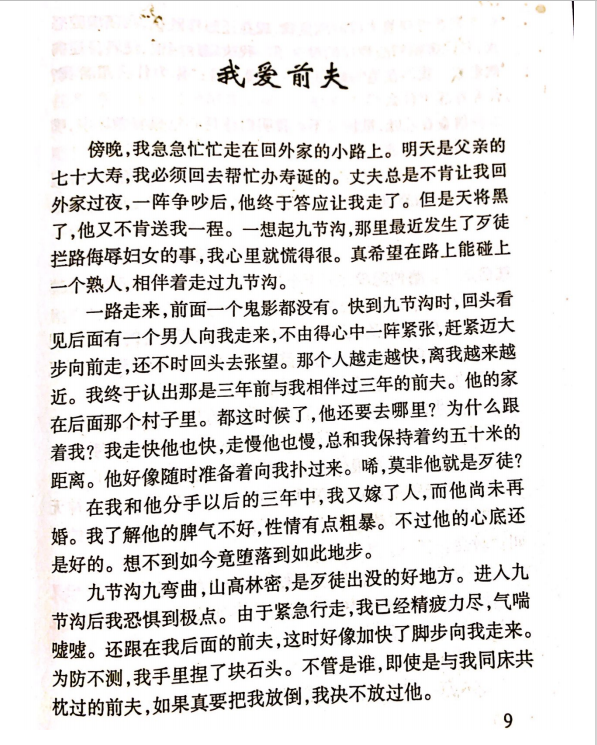 我爱前夫
傍晚,我急急忙忙走在回外家的小路上。明天是父亲的
七十大寿,我必须回去帮忙办寿诞的。丈夫总是不肯让我回
外家过夜,一阵争吵后,他终于答应让我走了。但是天将黑
了,他又不肯送我一程。一想起九节沟,那里最近发生了歹徒
拦路侮辱妇女的事,我心里就慌得很。真希望在路上能碰上
一个熟人,相伴着走过九节沟。
一路走来,前面一个鬼影都没有。快到九节沟时,回头看
见后面有一个男人向我走来,不由得心中一阵紧张,赶紧迈大
步向前走,还不时回头去张望。那个人越走越快,离我越来越
近。我终于认出那是三年前与我相伴过三年的前夫。他的家
在后面那个村子里。都这时候了,他还要去哪里?为什么跟
着我?我走快他也快,走慢他也慢,总和我保持着约五十米的
距离。他好像随时准备着向我扑过来。唏,莫非他就是歹徒?
在我和他分手以后的三年中,我又嫁了人,而他尚未再
婚。我了解他的脾气不好,性情有点粗暴。不过他的心底还
是好的。想不到如今竟堕落到如此地步。
九节沟九弯曲,山高林密,是歹徒出没的好地方。进入九
节沟后我恐惧到极点。由于紧急行走,我已经精疲力尽,气喘
嘘嘘。还跟在我后面的前夫,这时好像加快了脚步向我走来。
为防不测,我手里捏了块石头。不管是谁,即使是与我同床共
枕过的前夫,如果真要把我放倒,我决不放过他。
9